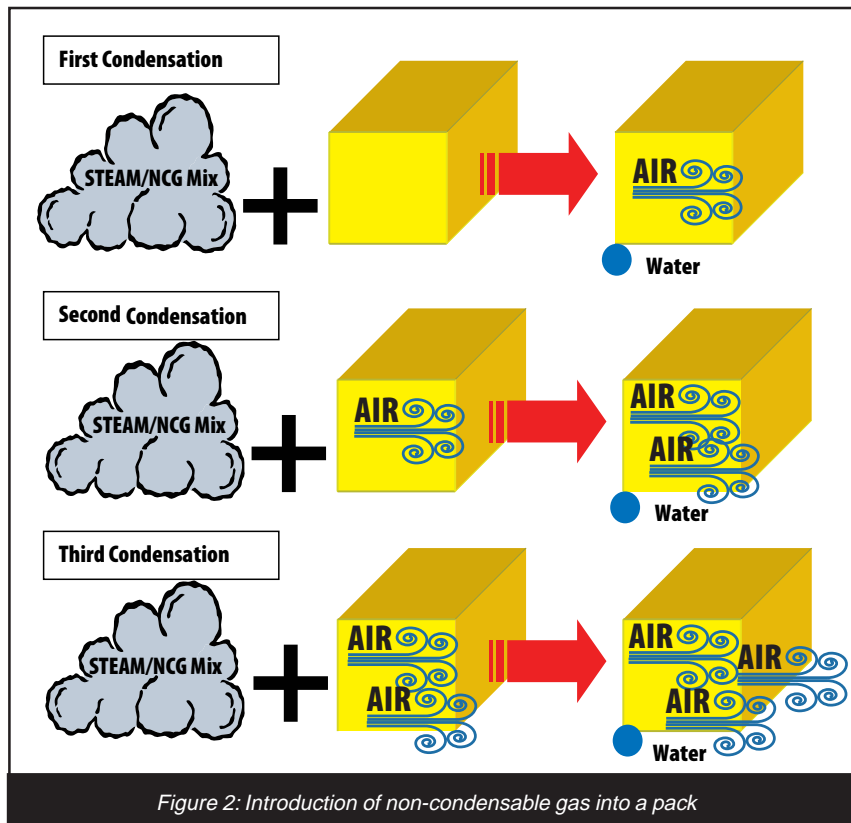 First Condensation
STEAM/NCG Mix
AIR
Water
Second Condensation
STEAM/NCG Mix
AIR
AIR
AIR
Water
Third Condensation
STEAM/NCG Mix
AIR
AIR
AIR
AIR
AIR
Water
Figure 2: Introduction of non-condensable gas into a pack